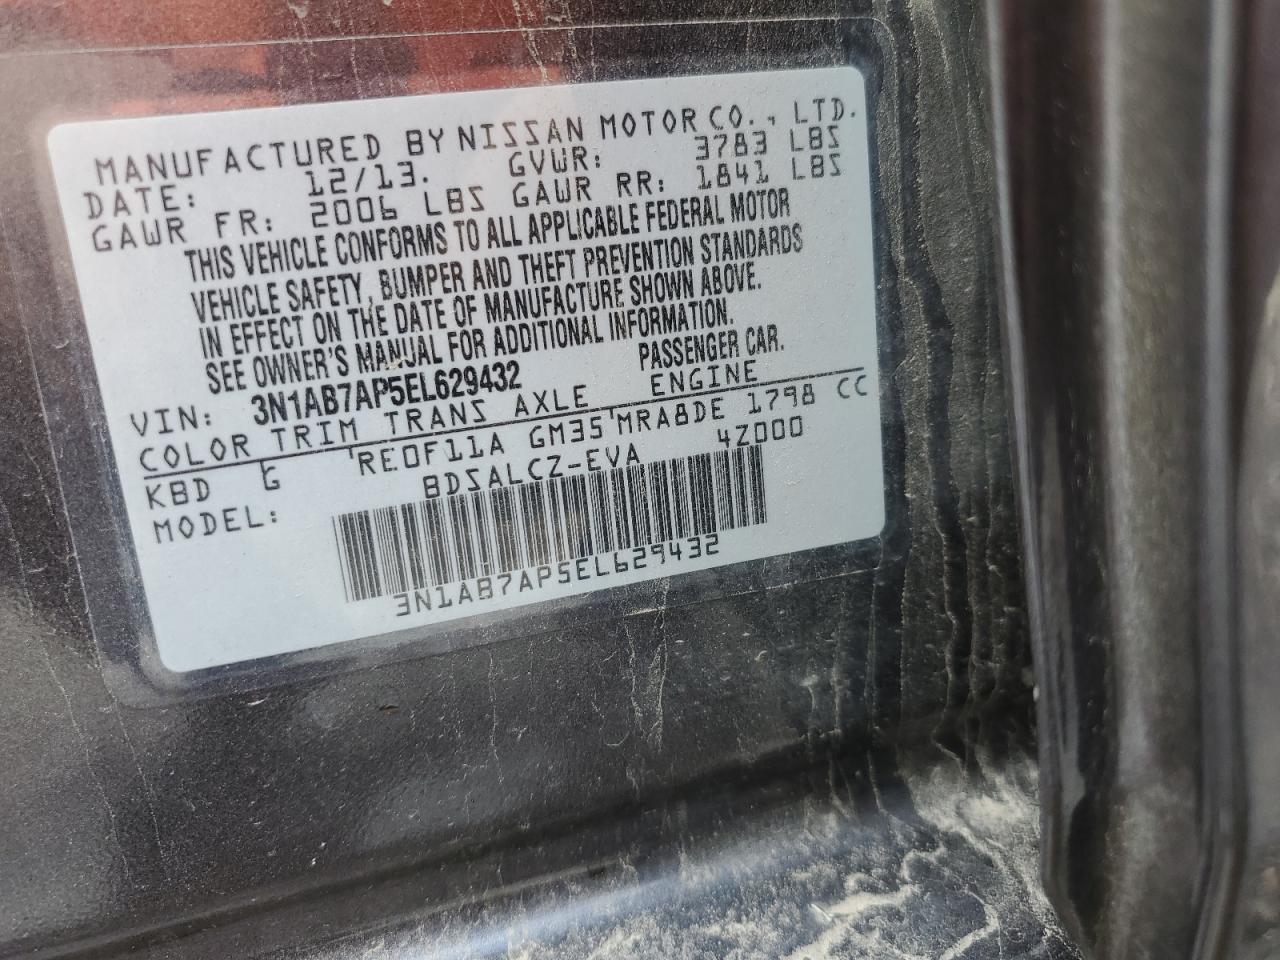 MANUFACTURED BY NISSAN MOTOR CO., LTD.
DATE: 12/13. GVWR: 3783 LBS
GAWR FR: 2006 LBS GAWR RR: 1841 LBS
THIS VEHICLE CONFORMS TO ALL APPLICABLE FEDERAL MOTOR
VEHICLE SAFETY, BUMPER AND THEFT PREVENTION STANDARDS
IN EFFECT ON THE DATE OF MANUFACTURE SHOWN ABOVE.
SEE OWNER'S MANUAL FOR ADDITIONAL INFORMATION.
VIN: 3N1AB7AP5EL629432 PASSENGER CAR.
COLOR TRIM TRANS AXLE ENGINE
KBD G RE0F11A GM35 MRA8DE 1798 CC
MODEL: BDSALCZ-EVA 4Z000
3N1AB7AP5EL629432